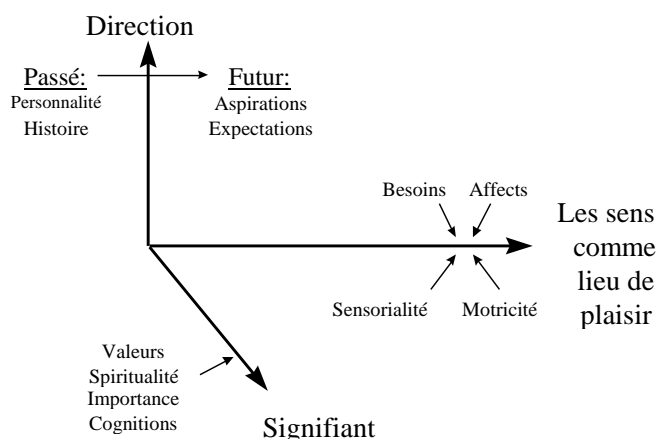 Direction
Passé:
Personnalité
Histoire
Futur:
Aspirations
Expectations
Besoins
Affects
Les sens
comme
lieu de
plaisir
Sensorialité
Motricité
Valeurs
Spiritualité
Importance
Cognitions
Signifiant